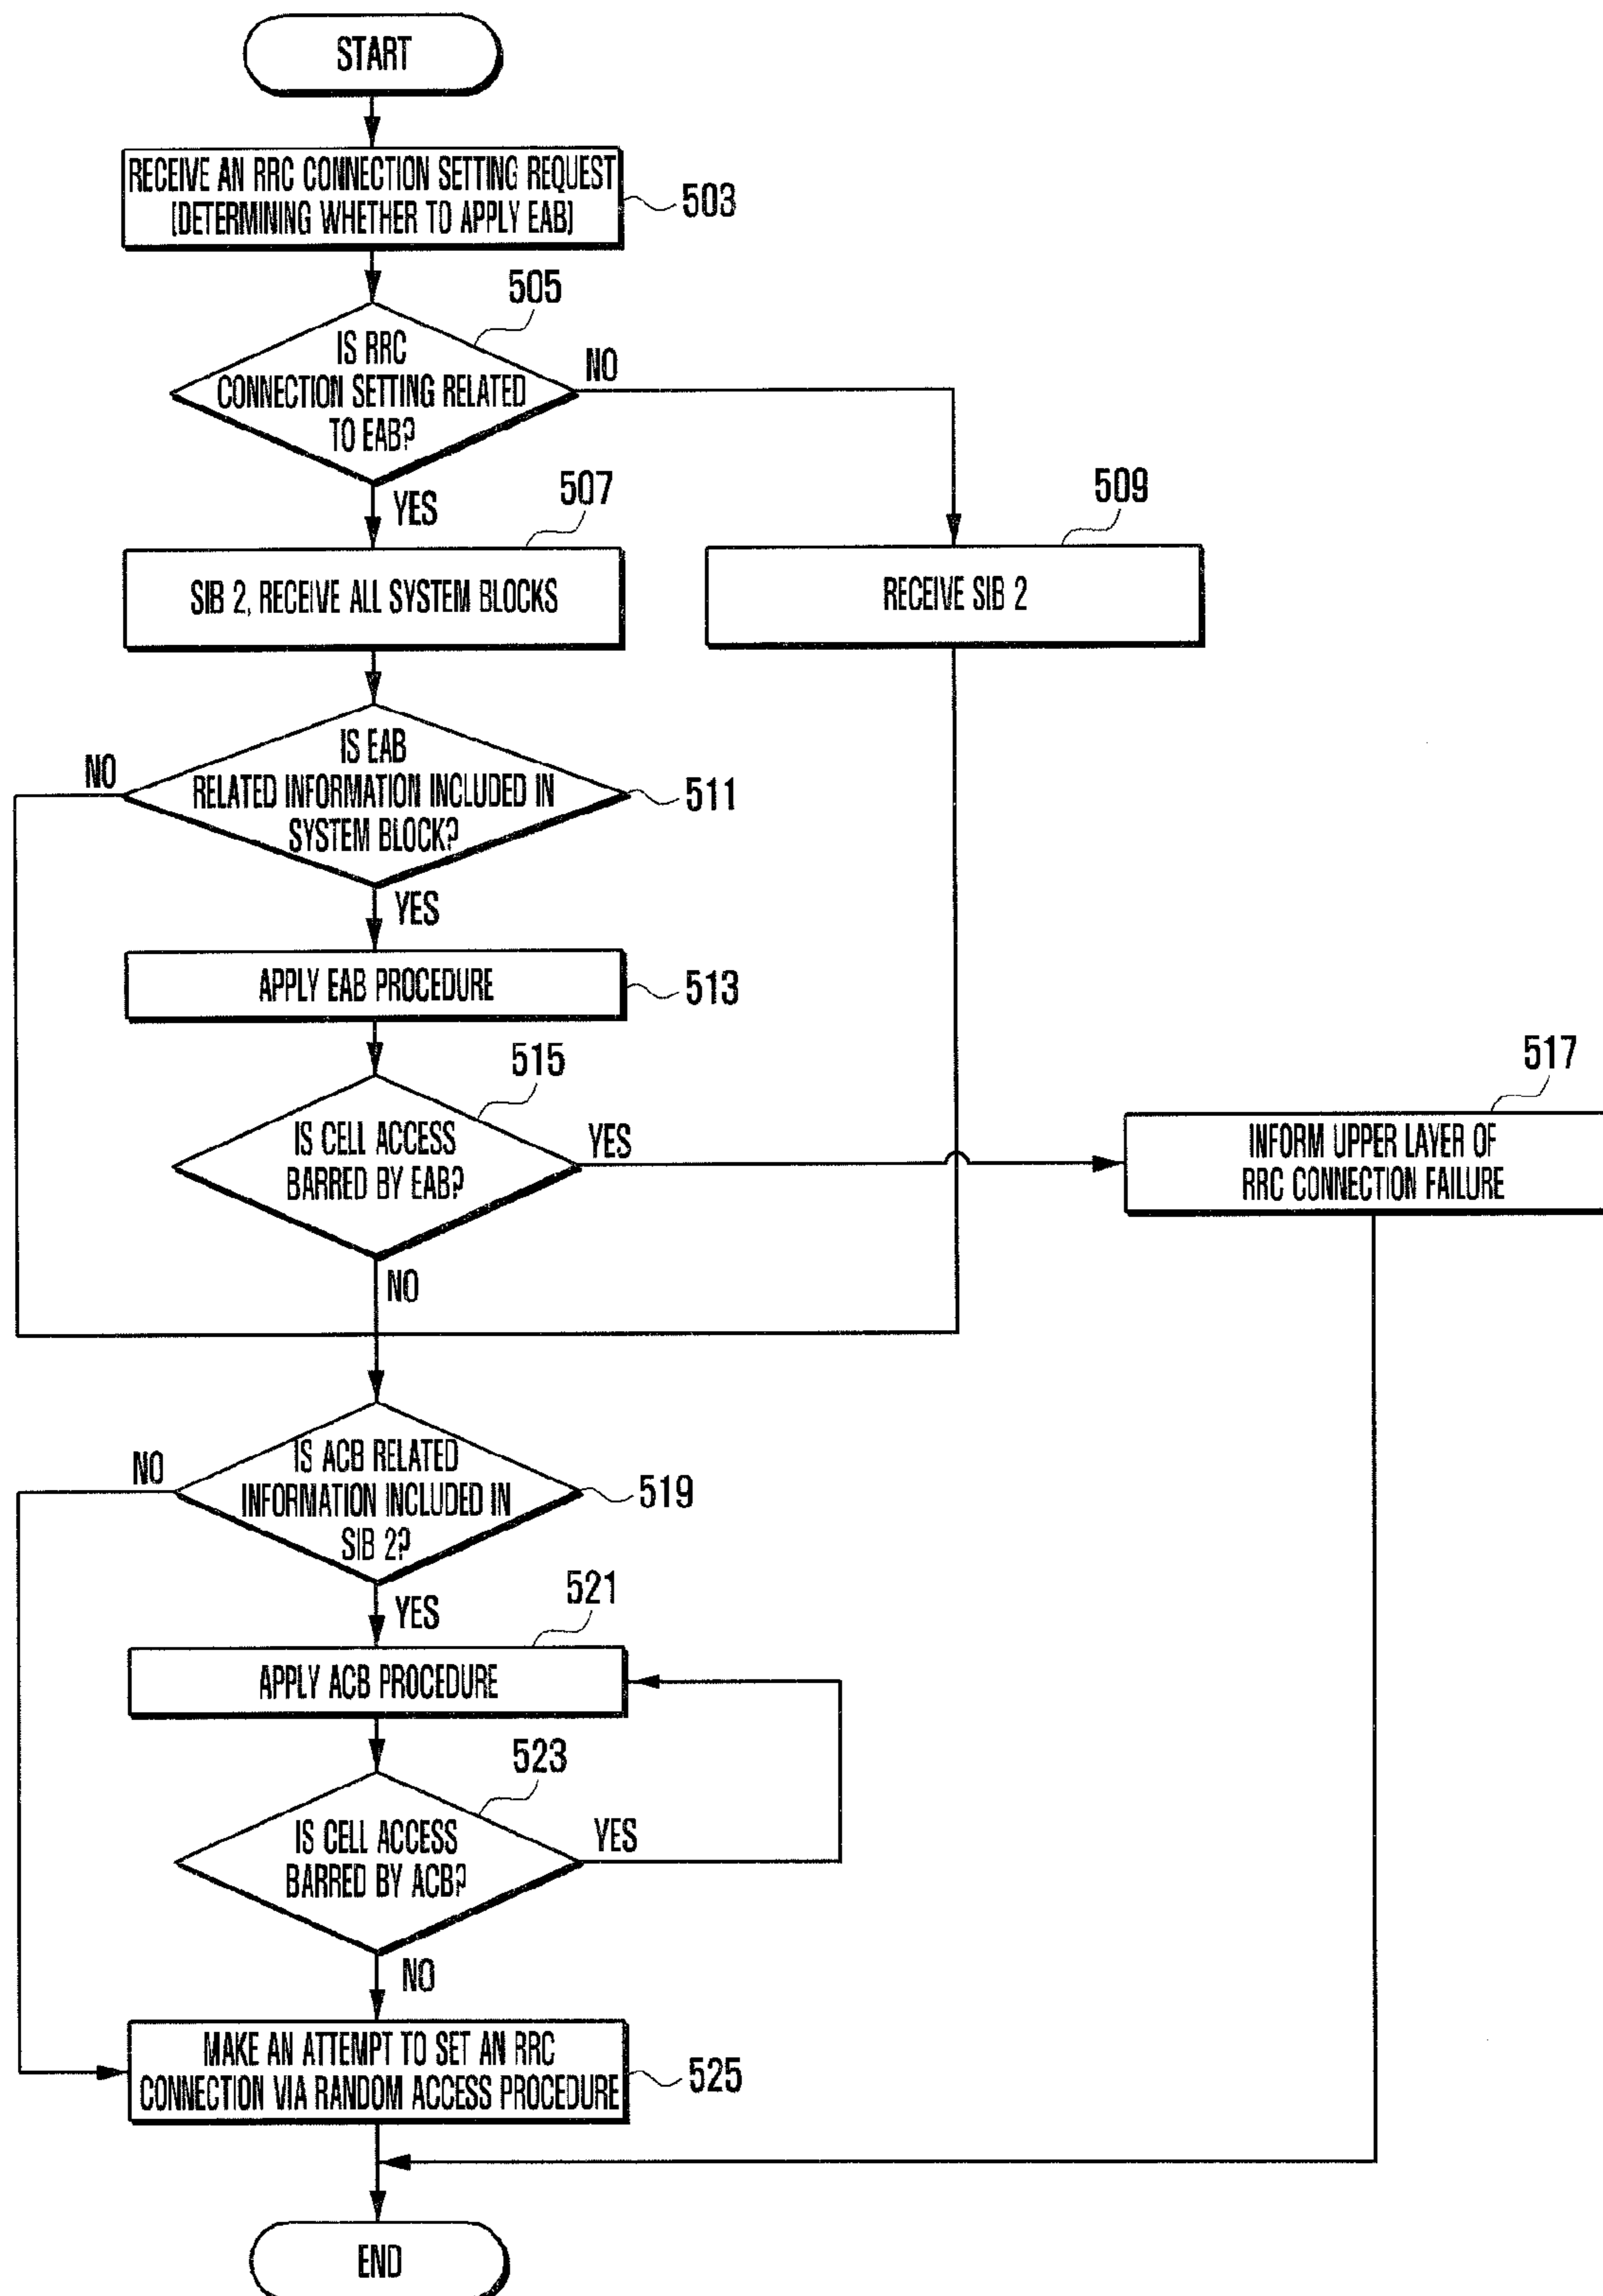 START
RECEIVE AN RRC CONNECTION SETTING REQUEST
(DETERMINING WHETHER TO APPLY EAB)
503
505
IS RRC
CONNECTION SETTING RELATED
TO EAB?
NO
YES
507
509
SIB 2, RECEIVE ALL SYSTEM BLOCKS
RECEIVE SIB 2
IS EAB
RELATED INFORMATION INCLUDED IN
SYSTEM BLOCK?
NO
511
YES
APPLY EAB PROCEDURE
513
515
517
IS CELL ACCESS
BARRED BY EAB?
YES
INFORM UPPER LAYER OF
RRC CONNECTION FAILURE
NO
IS ACB RELATED
INFORMATION INCLUDED IN
SIB 2?
NO
519
YES
521
APPLY ACB PROCEDURE
523
IS CELL ACCESS
BARRED BY ACB?
YES
NO
MAKE AN ATTEMPT TO SET AN RRC
CONNECTION VIA RANDOM ACCESS PROCEDURE
525
END